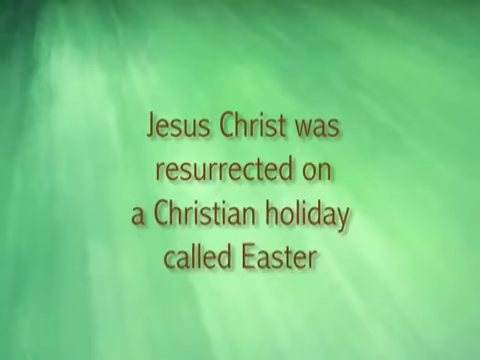 Jesus Christ was
resurrected on
a Christian holiday
called Easter